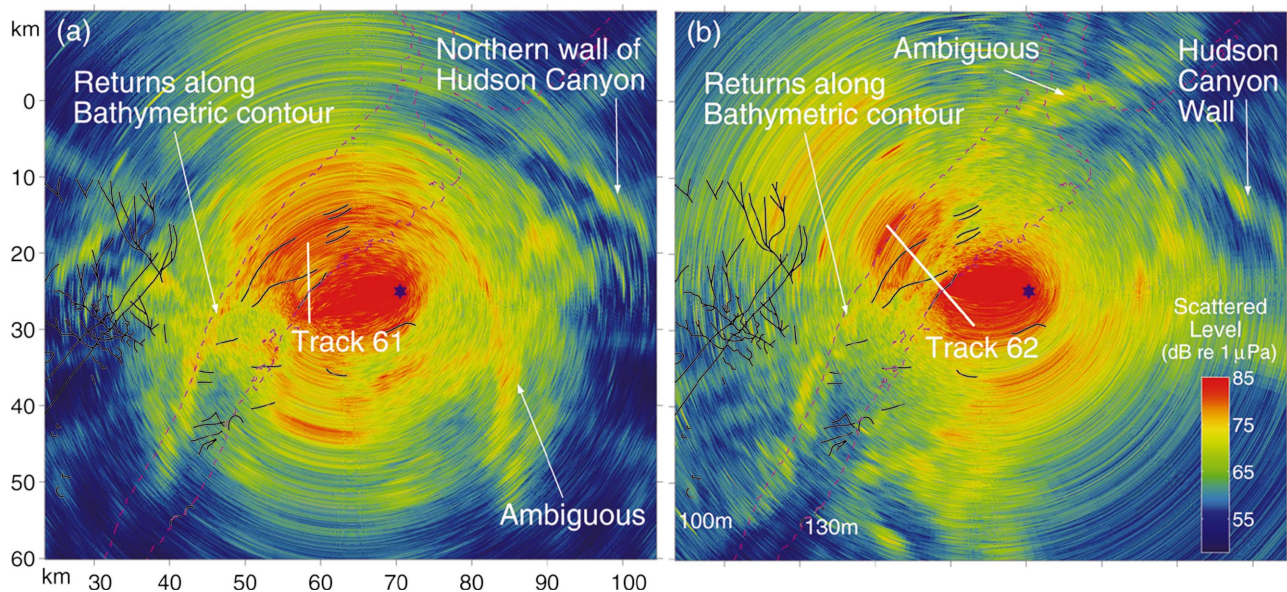 km
(a)
Northern wall of
Hudson Canyon
Returns along
Bathymetric contour
0
10
20
30
40
50
60
Track 61
Ambiguous
km
30
40
50
60
70
80
90
100
(b)
Ambiguous
Hudson
Canyon
Wall
Returns along
Bathymetric contour
Track 62
Scattered
Level
(dB re 1 μPa)
85
75
65
55
100m
130m